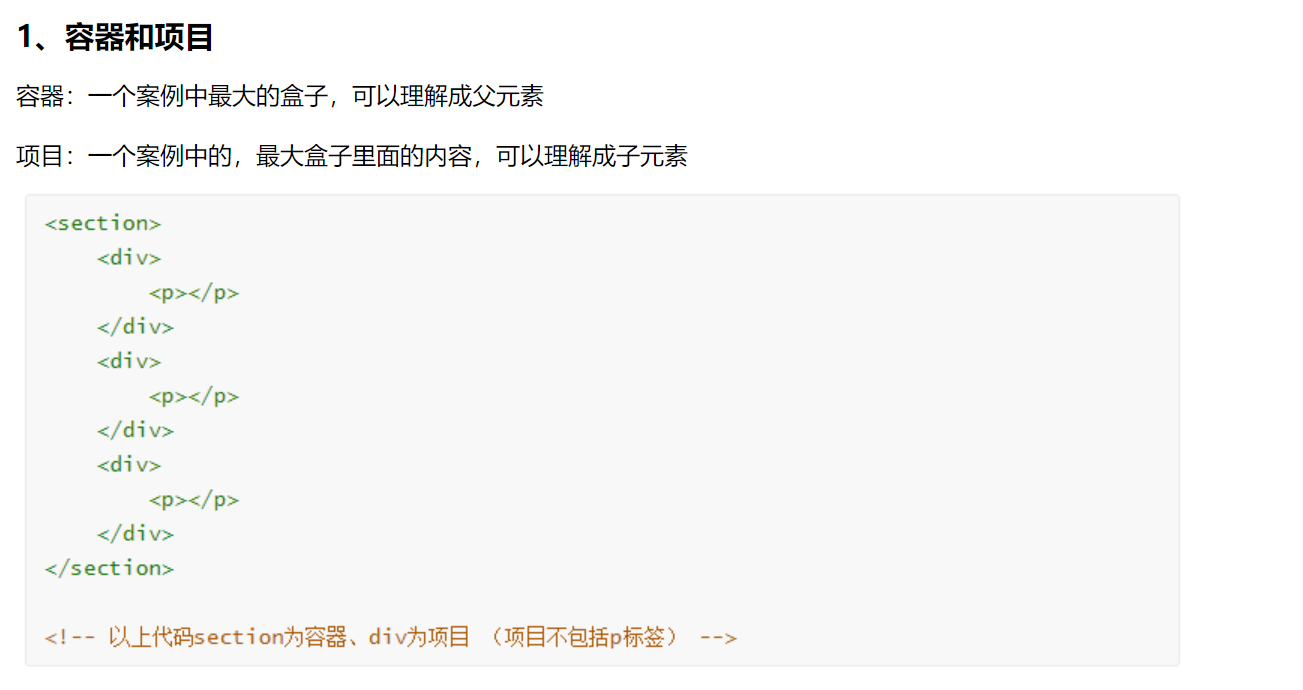 1、容器和项目
容器：一个案例中最大的盒子，可以理解成父元素
项目：一个案例中的，最大盒子里面的内容，可以理解成子元素
<section>
    <div>
        <p></p>
    </div>
    <div>
        <p></p>
    </div>
    <div>
        <p></p>
    </div>
</section>
<!-- 以上代码section为容器、div为项目 （项目不包括p标签） -->